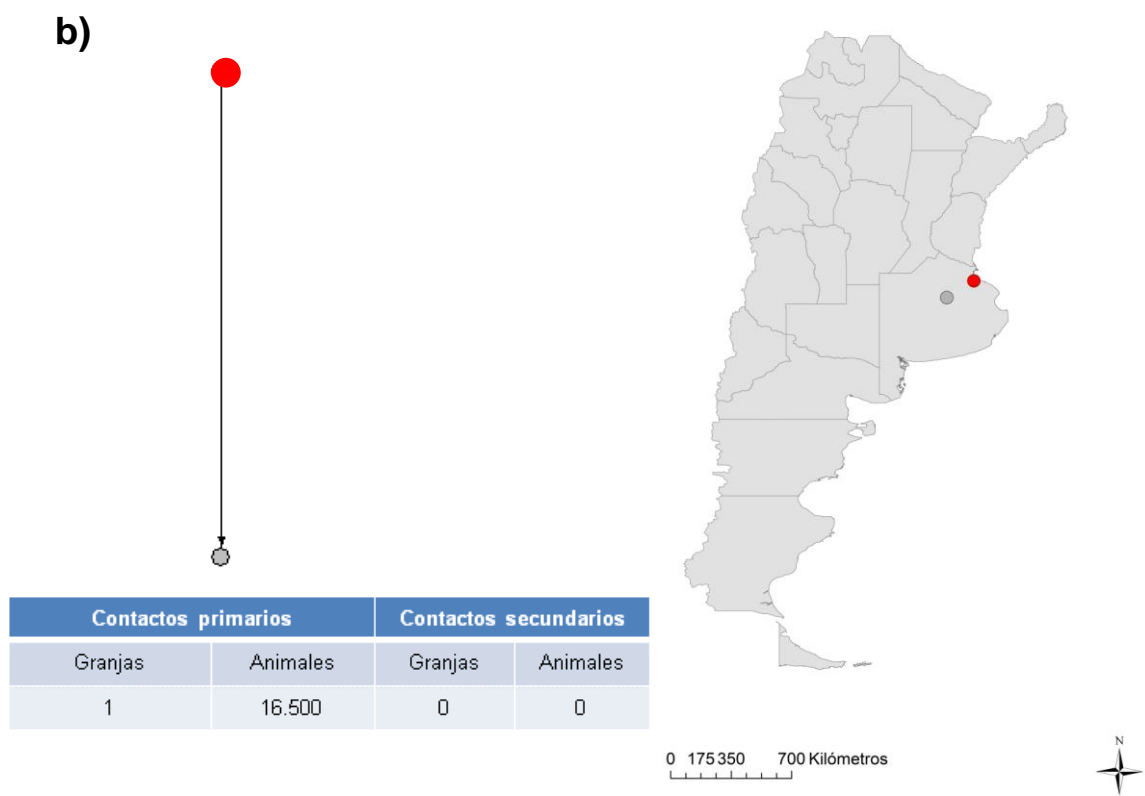 b)
Contactos primarios Contactos secundarios
Granjas Animales Granjas Animales
1 16.500 0 0
0 175 350 700 Kilómetros
N